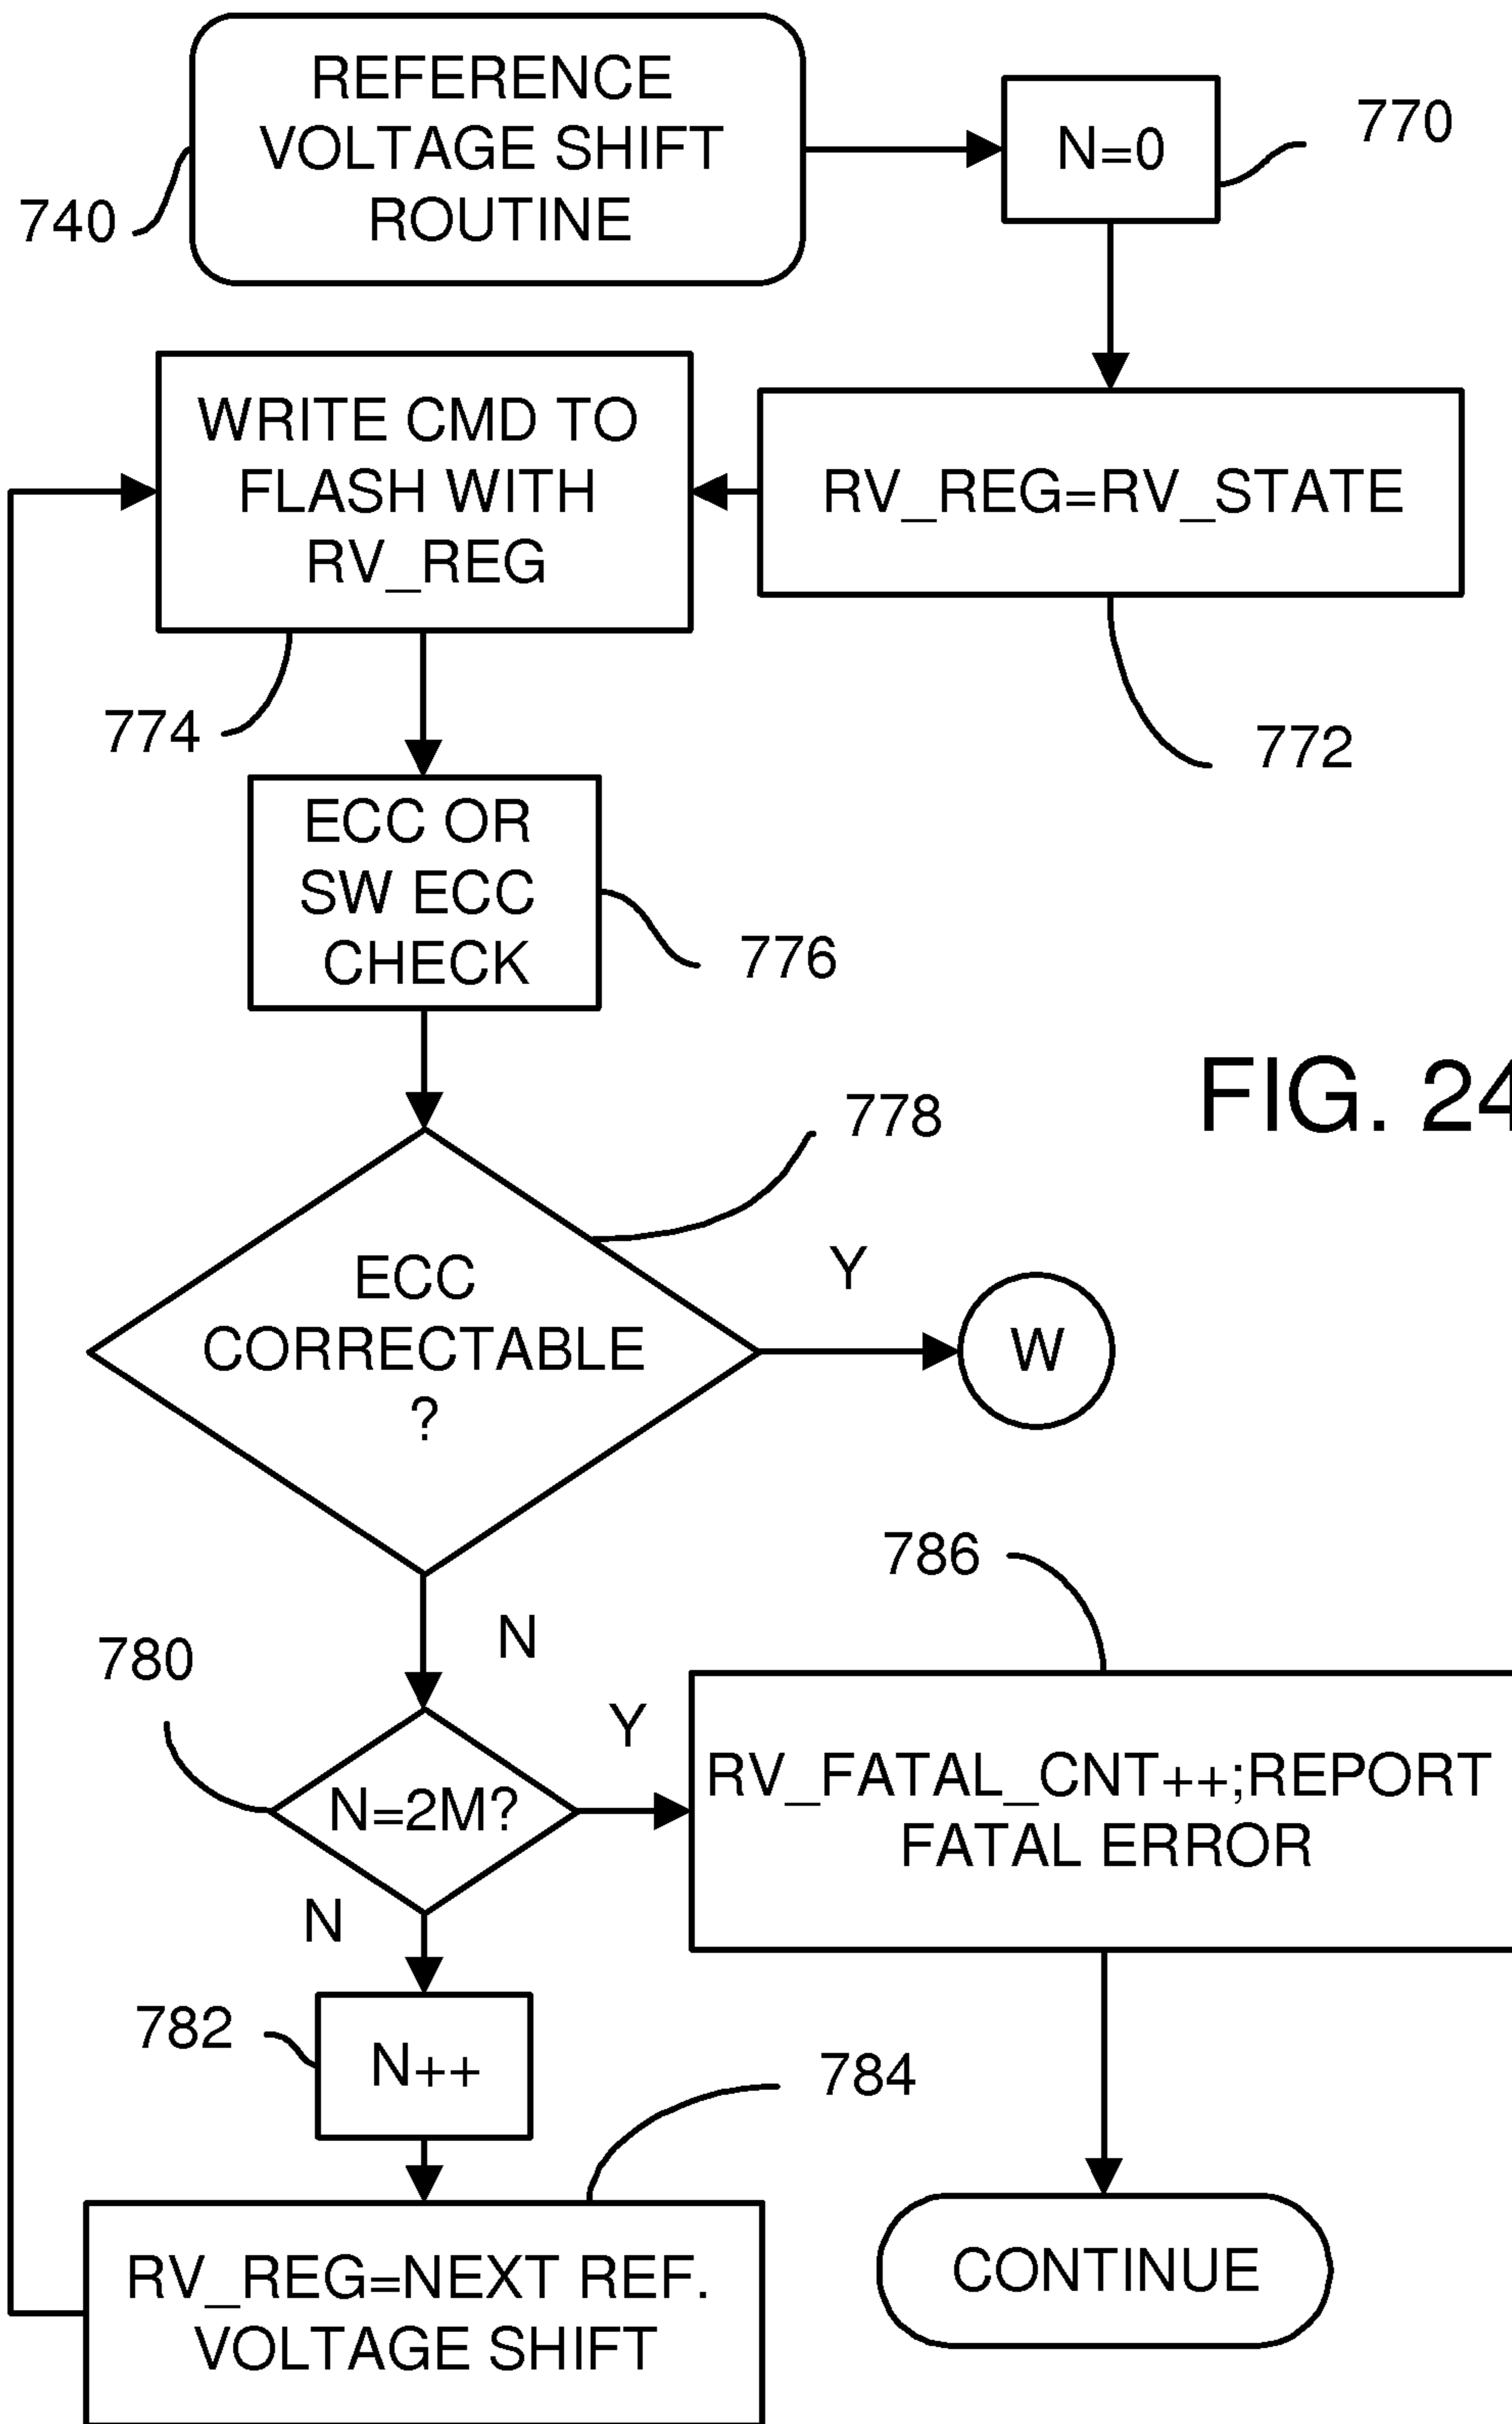 REFERENCE
VOLTAGE SHIFT
ROUTINE
740
N=0
770
WRITE CMD TO
FLASH WITH
RV_REG
774
RV_REG=RV_STATE
772
ECC OR
SW ECC
CHECK
776
FIG. 24
778
ECC
CORRECTABLE
?
Y
W
N
786
780
N=2M?
Y
RV_FATAL_CNT++;REPORT
FATAL ERROR
N
782
N++
784
RV_REG=NEXT REF.
VOLTAGE SHIFT
CONTINUE